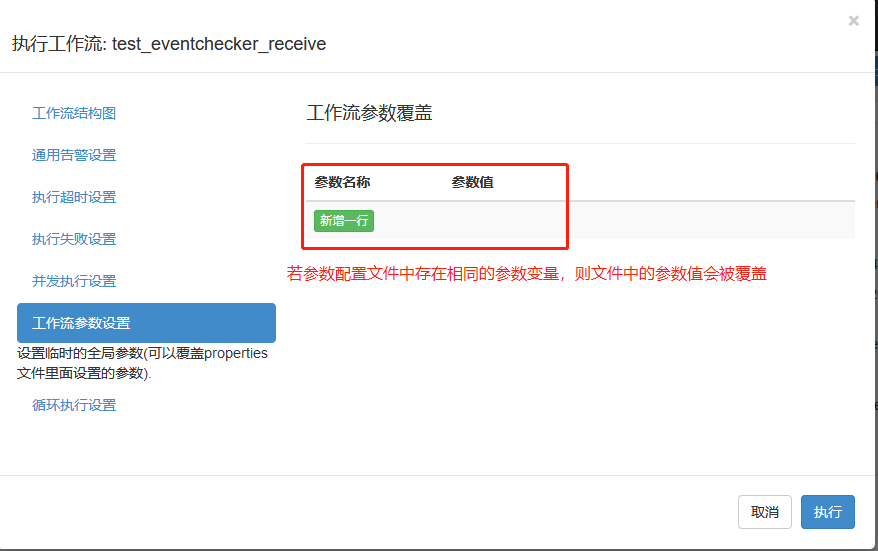 ×
执行工作流: test_eventchecker_receive
工作流结构图
通用告警设置
执行超时设置
执行失败设置
并发执行设置
工作流参数设置
设置临时的全局参数(可以覆盖properties
文件里面设置的参数).
循环执行设置
工作流参数覆盖
参数名称 参数值
新增一行
若参数配置文件中存在相同的参数变量，则文件中的参数值会被覆盖
取消 执行